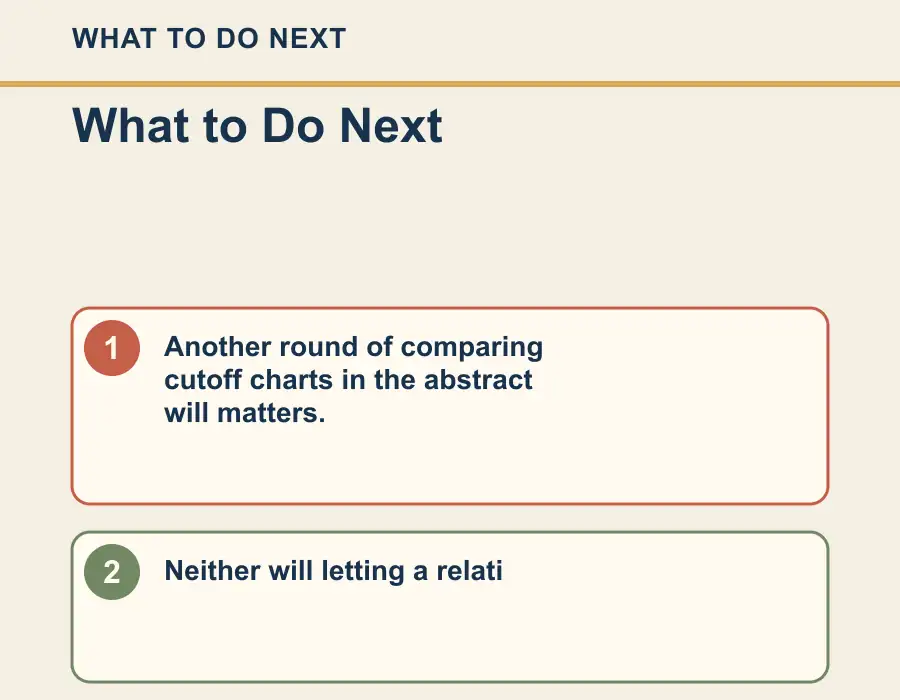 WHAT TO DO NEXT
What to Do Next
1
Another round of comparing
cutoff charts in the abstract
will matters.
2
Neither will letting a relati